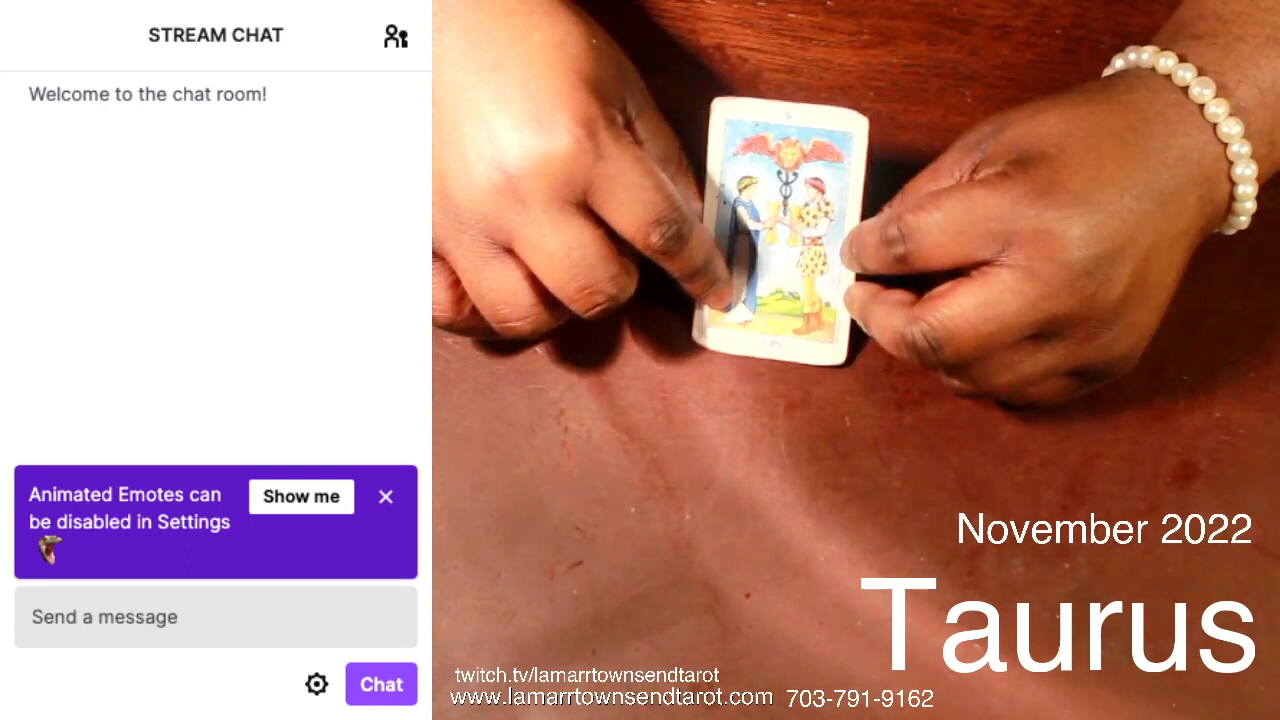 STREAM CHAT
Welcome to the chat room!
Animated Emotes can
be disabled in Settings
Show me
Send a message
Chat
November 2022
Taurus
twitch.tv/lamarrtownsendtarot
www.lamarrtownsendtarot.com 703-791-9162